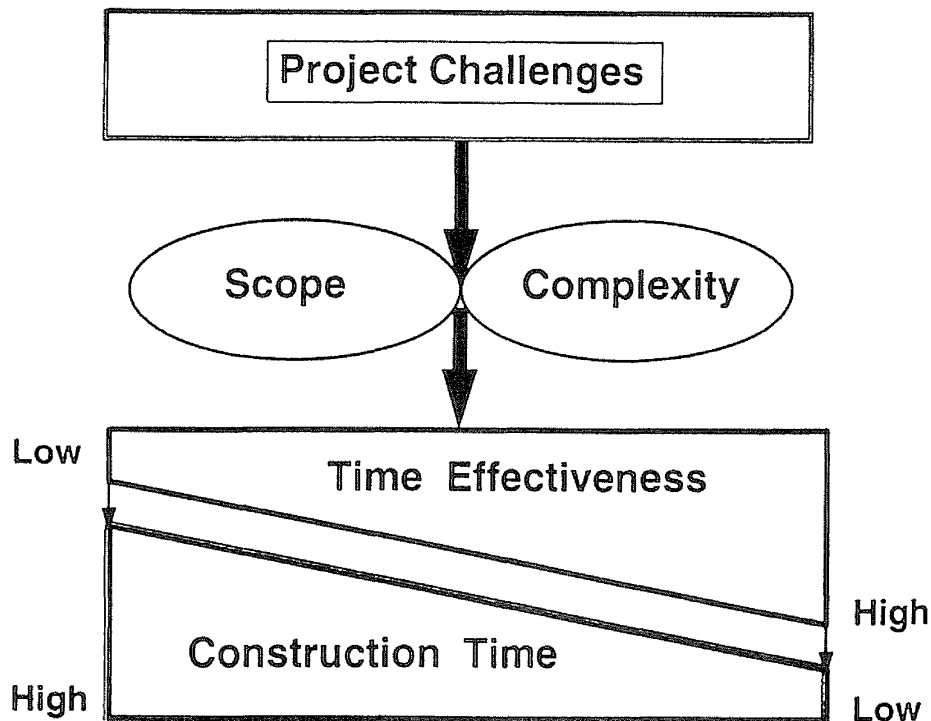 Project Challenges
Scope
Complexity
Low
Time Effectiveness
High
Construction Time
High
Low